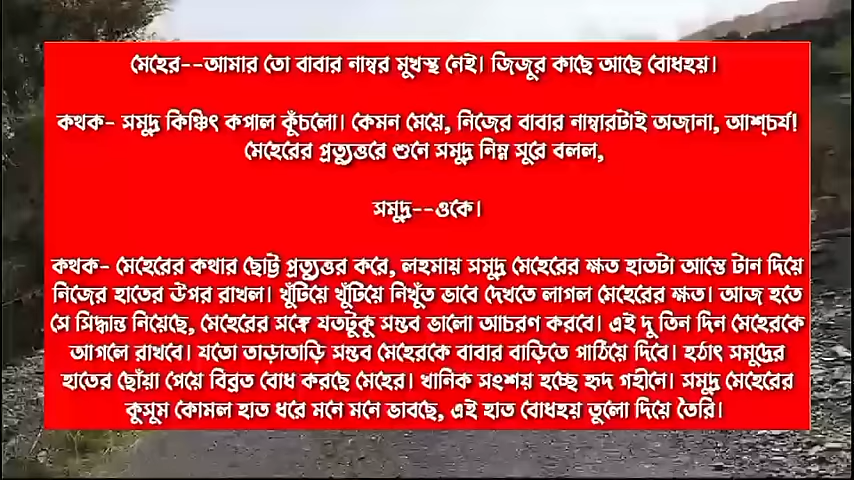 মেহের--আমার তো বাবার নাম্বার মুখস্থ নেই। জিজুর কাছে আছে বোধহয়।
কথক- সমুদ্র কিঞ্চিৎ কপাল কুঁচলো। কেমন মেয়ে, নিজের বাবার নাম্বারটাই অজানা, আশ্চর্য!
মেহেরের প্রত্যুত্তরে শুনে সমুদ্র নিম্ন সুরে বলল,
সমুদ্র--ওকে।
কথক- মেহেরের কথার ছোট্ট প্রত্যুত্তর করে, লহমায় সমুদ্র মেহেরের ক্ষত হাতটা আস্তে টান দিয়ে
নিজের হাতের উপর রাখল। খুঁটিয়ে খুঁটিয়ে নিখুঁত ভাবে দেখতে লাগল মেহেরের ক্ষত। আজ হতে
সে সিদ্ধান্ত নিয়েছে, মেহেরের সঙ্গে যতটুকু সম্ভব ভালো আচরণ করবে। এই দু তিন দিন মেহেরকে
আগলে রাখবে। যতো তাড়াতাড়ি সম্ভব মেহেরকে বাবার বাড়িতে পাঠিয়ে দিবে। হঠাৎ সমুদ্রের
হাতের ছোঁয়া পেয়ে বিব্রত বোধ করছে মেহের। খানিক সংশয় হচ্ছে হৃদ গহীনে। সমুদ্র মেহেরের
কুসুম কোমল হাত ধরে মনে মনে ভাবছে, এই হাত বোধহয় তুলো দিয়ে তৈরি।